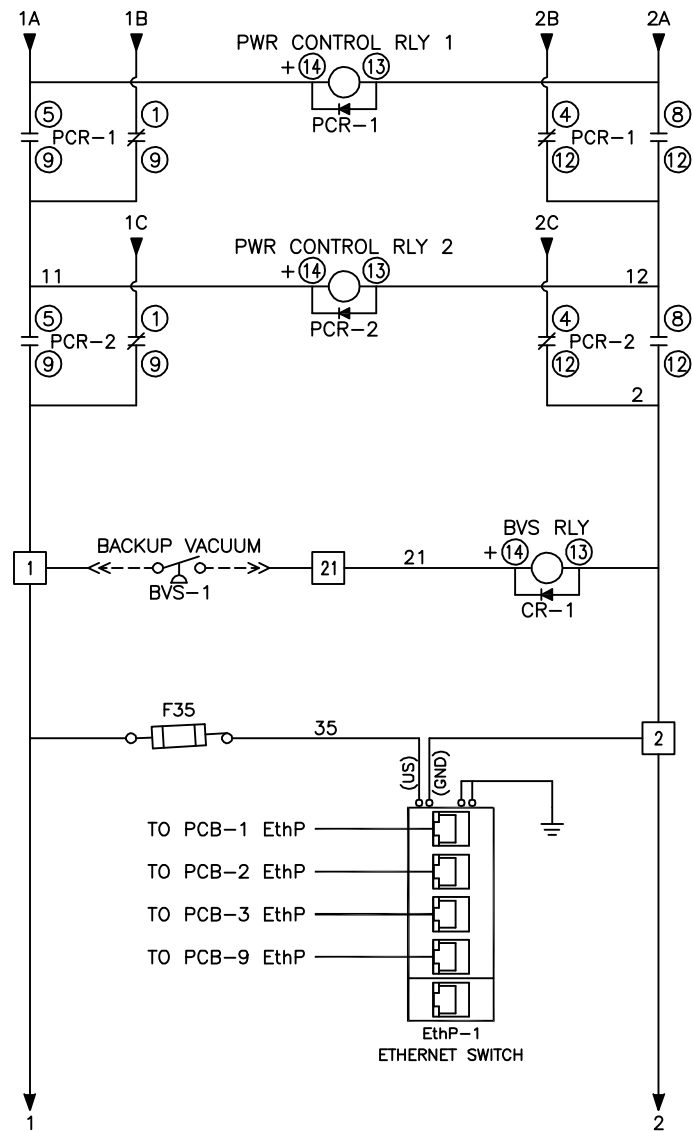 1A 1B 2B 2A
PWR CONTROL RLY 1
+ 14 13
PCR-1
5 1 4 8
PCR-1 PCR-1
9 9 12 12
1C 2C
PWR CONTROL RLY 2
11 + 14 13 12
PCR-2
5 1 4 8
PCR-2 PCR-2
9 9 12 12
2
BACKUP VACUUM BVS RLY
+ 14 13
1 21 21
BVS-1 CR-1
F35
35
2
(US) (GND)
TO PCB-1 EthP
TO PCB-2 EthP
TO PCB-3 EthP
TO PCB-9 EthP
EthP-1
ETHERNET SWITCH
1 2